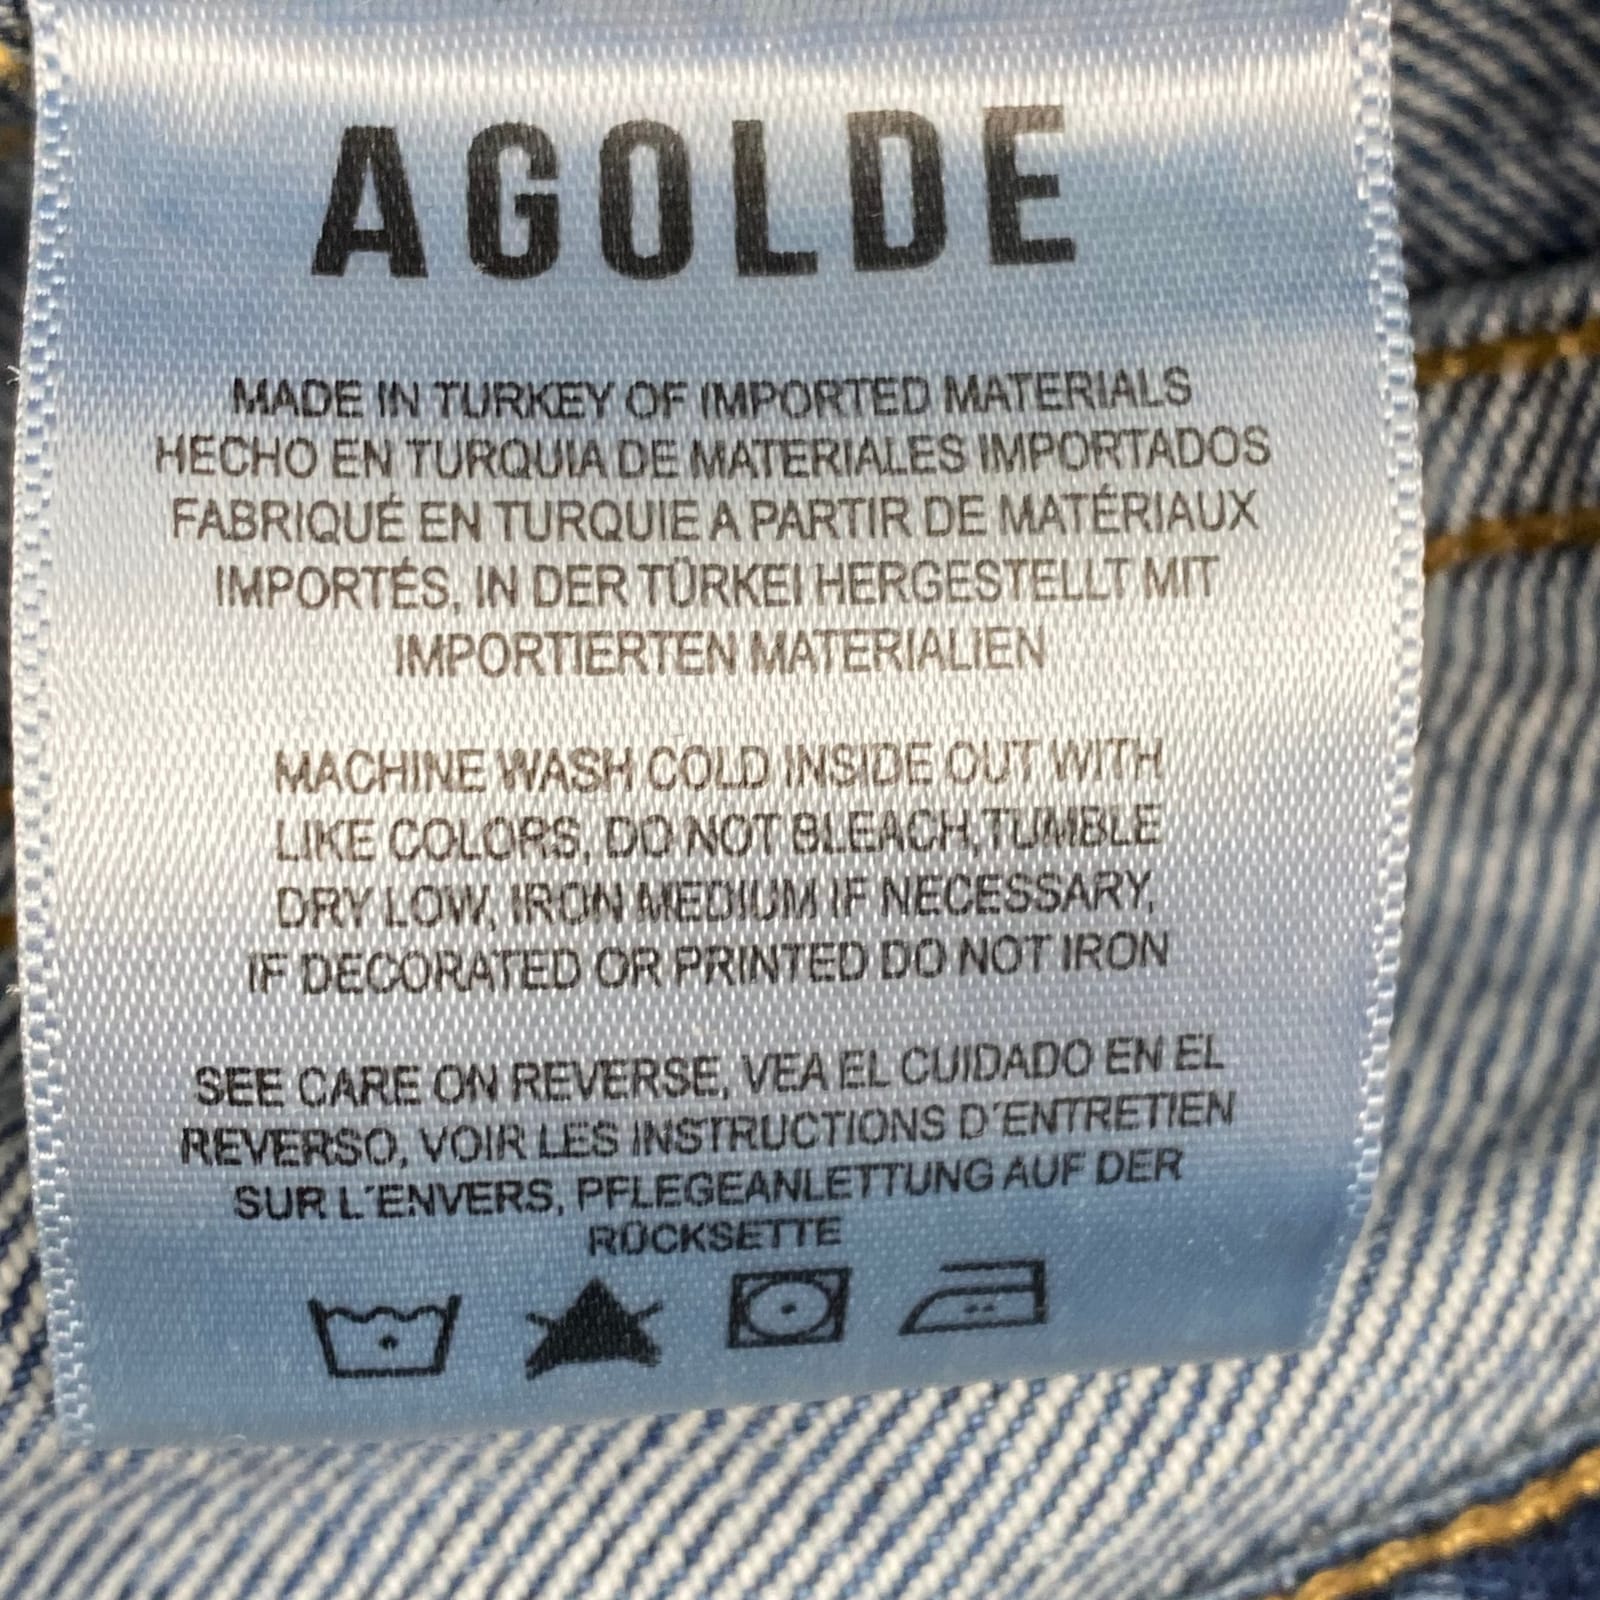 AGOLDE
MADE IN TURKEY OF IMPORTED MATERIALS
HECHO EN TURQUIA DE MATERIALES IMPORTADOS
FABRIQUÉ EN TURQUIE A PARTIR DE MATÉRIAUX
IMPORTÉS, IN DER TÜRKEI HERGESTELLT MIT
IMPORTIERTEN MATERIALIEN
MACHINE WASH COLD INSIDE OUT WITH
LIKE COLORS, DO NOT BLEACH,TUMBLE
DRY LOW, IRON MEDIUM IF NECESSARY,
IF DECORATED OR PRINTED DO NOT IRON
SEE CARE ON REVERSE, VEA EL CUIDADO EN EL
REVERSO, VOIR LES INSTRUCTIONS D´ENTRETIEN
SUR L´ENVERS, PFLEGEANLETTUNG AUF DER
RÜCKSETTE